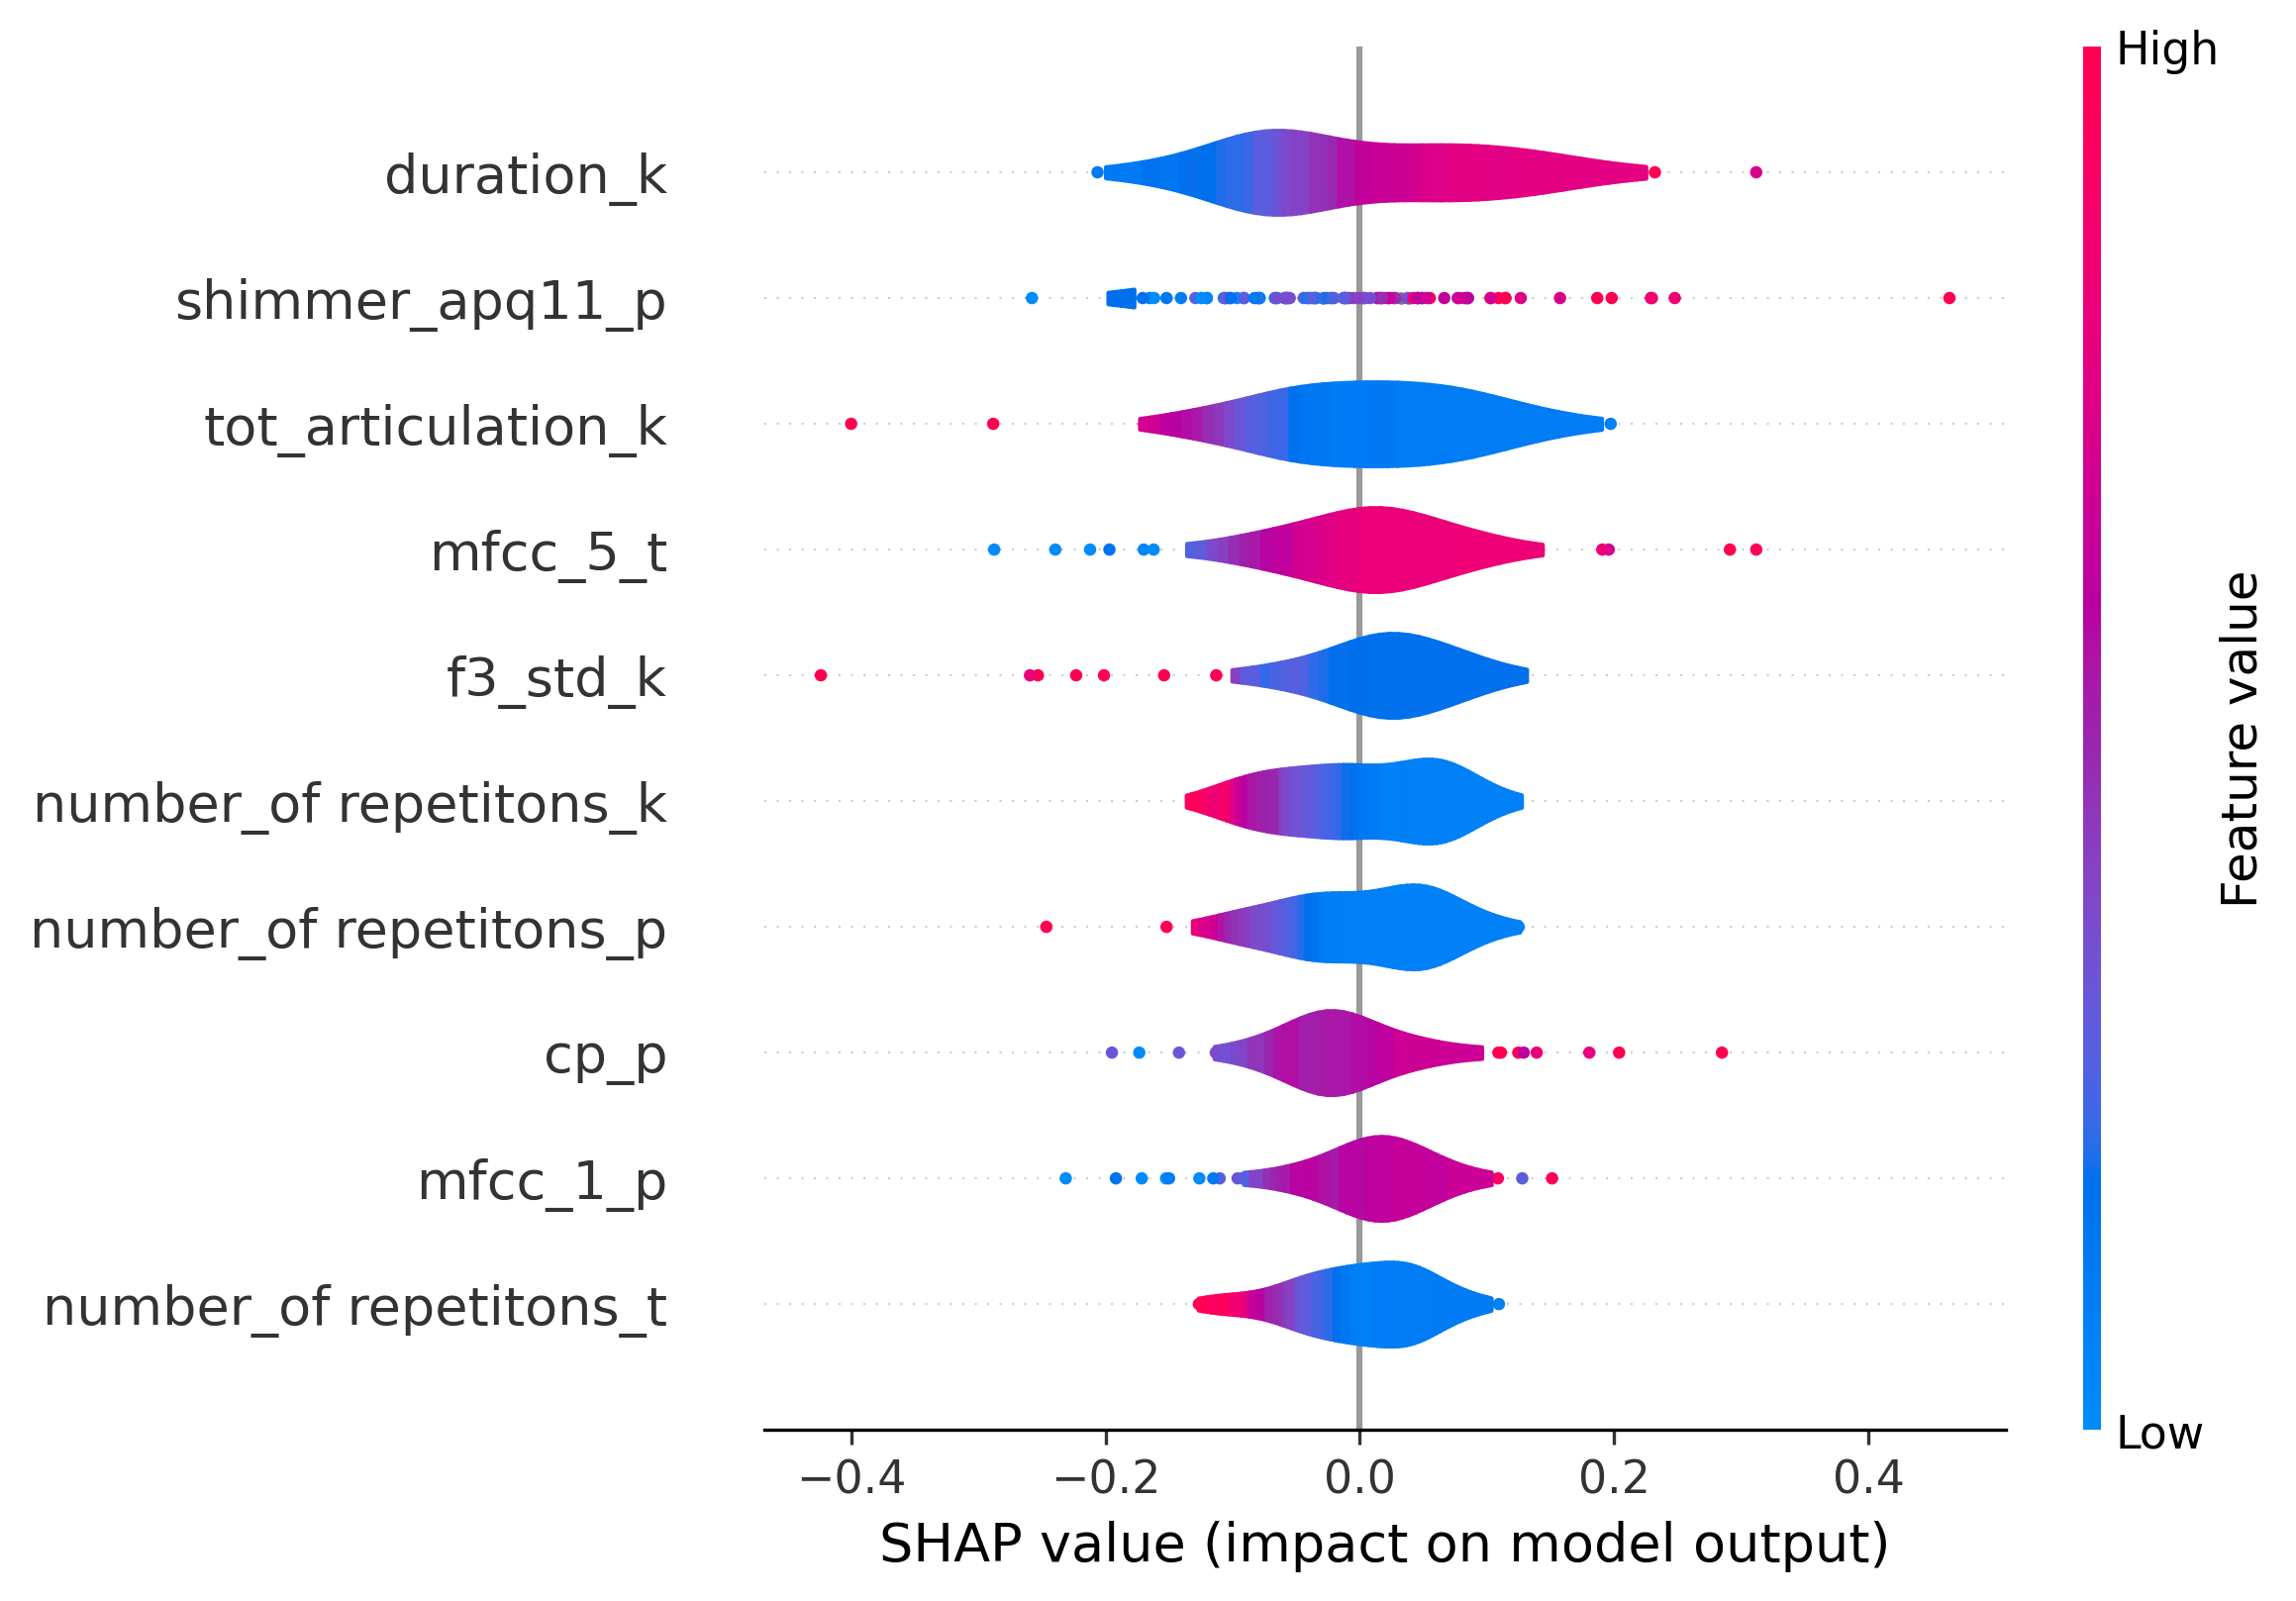 High
duration_k
shimmer_apq11_p
tot_articulation_k
mfcc_5_t
f3_std_k
number_of repetitons_k
number_of repetitons_p
cp_p
mfcc_1_p
number_of repetitons_t
Feature value
Low
−0.4 −0.2 0.0 0.2 0.4
SHAP value (impact on model output)